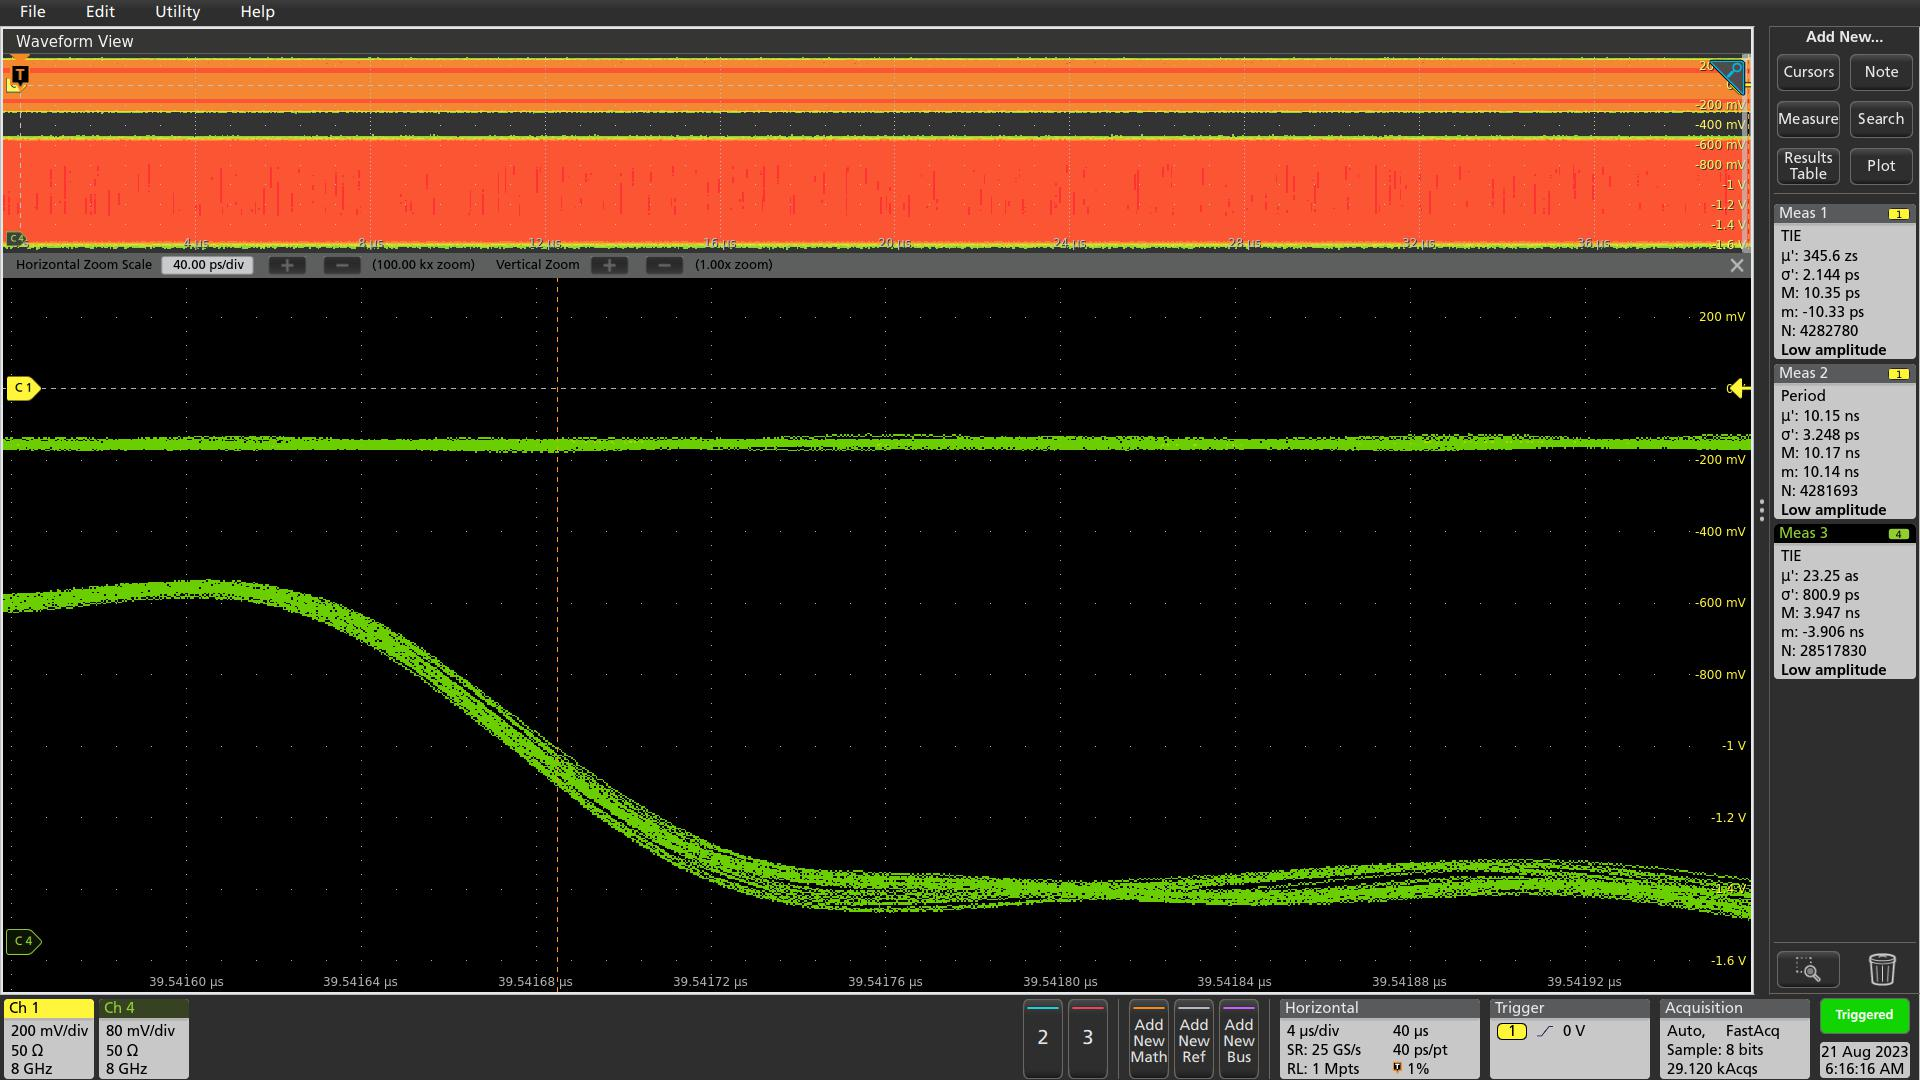 File Edit Utility Help
Waveform View
T
-200 mV
-400 mV
-600 mV
-800 mV
-1 V
-1.2 V
-1.4 V
-1.6 V
C 4
4 µs 8 µs 12 µs 16 µs 20 µs 24 µs 28 µs 32 µs 36 µs
Horizontal Zoom Scale 40.00 ps/div + − (100.00 kx zoom) Vertical Zoom + − (1.00x zoom)
200 mV
C 1
-200 mV
-400 mV
-600 mV
-800 mV
-1 V
-1.2 V
-1.4 V
C 4
-1.6 V
39.54160 µs 39.54164 µs 39.54168 µs 39.54172 µs 39.54176 µs 39.54180 µs 39.54184 µs 39.54188 µs 39.54192 µs
Add New...
Cursors Note
Measure Search
Results
Table
Plot
Meas 1 1
TIE
µ': 345.6 zs
σ': 2.144 ps
M: 10.35 ps
m: -10.33 ps
N: 4282780
Low amplitude
Meas 2 1
Period
µ': 10.15 ns
σ': 3.248 ps
M: 10.17 ns
m: 10.14 ns
N: 4281693
Low amplitude
Meas 3 4
TIE
µ': 23.25 as
σ': 800.9 ps
M: 3.947 ns
m: -3.906 ns
N: 28517830
Low amplitude
Ch 1
200 mV/div
50 Ω
8 GHz
Ch 4
80 mV/div
50 Ω
8 GHz
2
3
Add
New
Math
Add
New
Ref
Add
New
Bus
Horizontal
4 µs/div 40 µs
SR: 25 GS/s 40 ps/pt
RL: 1 Mpts T 1%
Trigger
1 0 V
Acquisition
Auto, FastAcq
Sample: 8 bits
29.120 kAcqs
Triggered
21 Aug 2023
6:16:16 AM